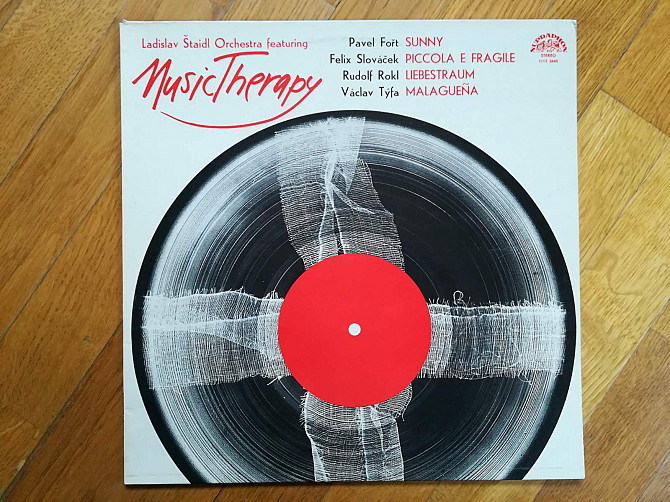 Ladislav Štaidl Orchestra featuring
MusicTherapy
Pavel Fořt SUNNY
Felix Slováček PICCOLA E FRAGILE
Rudolf Rokl LIEBESTRAUM
Václav Týfa MALAGUEÑA
SUPRAPHON
STEREO